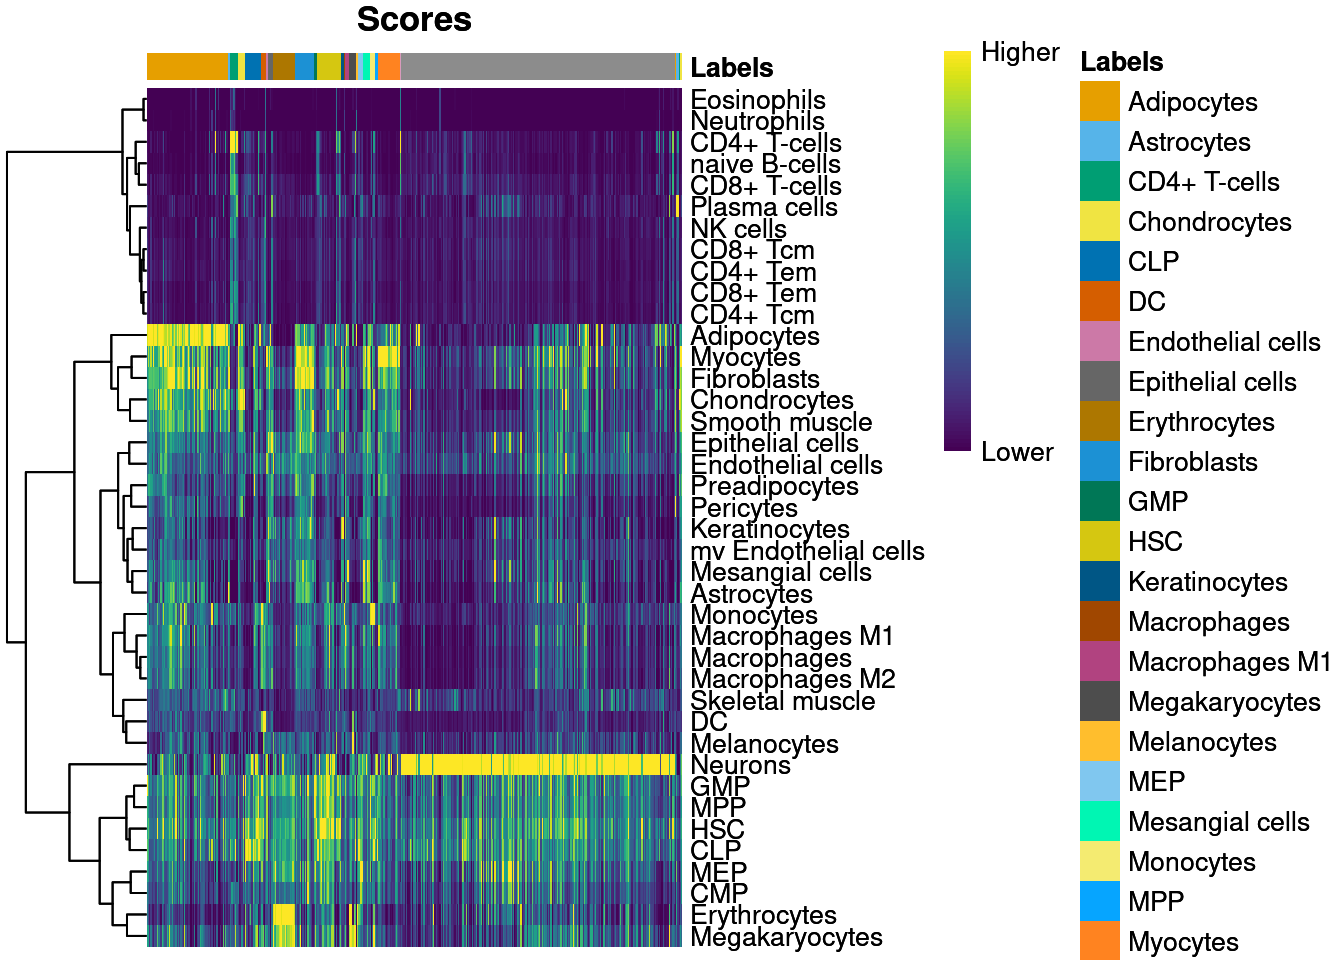 Scores
Labels
Eosinophils
Neutrophils
CD4+ T-cells
naive B-cells
CD8+ T-cells
Plasma cells
NK cells
CD8+ Tcm
CD4+ Tem
CD8+ Tem
CD4+ Tcm
Adipocytes
Myocytes
Fibroblasts
Chondrocytes
Smooth muscle
Epithelial cells
Endothelial cells
Preadipocytes
Pericytes
Keratinocytes
mv Endothelial cells
Mesangial cells
Astrocytes
Monocytes
Macrophages M1
Macrophages
Macrophages M2
Skeletal muscle
DC
Melanocytes
Neurons
GMP
MPP
HSC
CLP
MEP
CMP
Erythrocytes
Megakaryocytes
Higher
Lower
Labels
Adipocytes
Astrocytes
CD4+ T-cells
Chondrocytes
CLP
DC
Endothelial cells
Epithelial cells
Erythrocytes
Fibroblasts
GMP
HSC
Keratinocytes
Macrophages
Macrophages M1
Megakaryocytes
Melanocytes
MEP
Mesangial cells
Monocytes
MPP
Myocytes